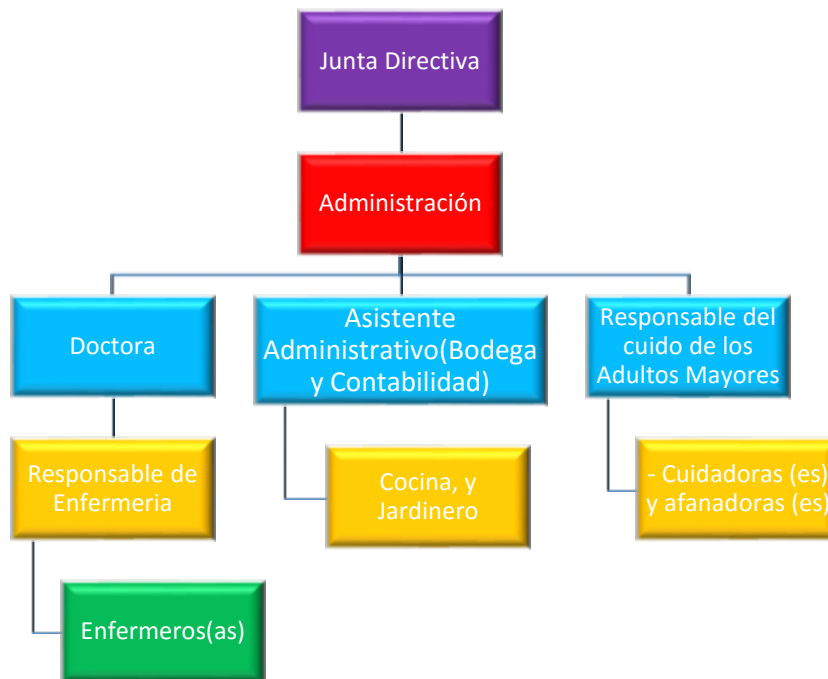 Junta Directiva
Administración
Doctora
Asistente
Administrativo(Bodega
y Contabilidad)
Responsable del
cuido de los
Adultos Mayores
Responsable de
Enfermeria
Cocina, y
Jardinero
- Cuidadoras (es)
y afanadoras (es)
Enfermeros(as)